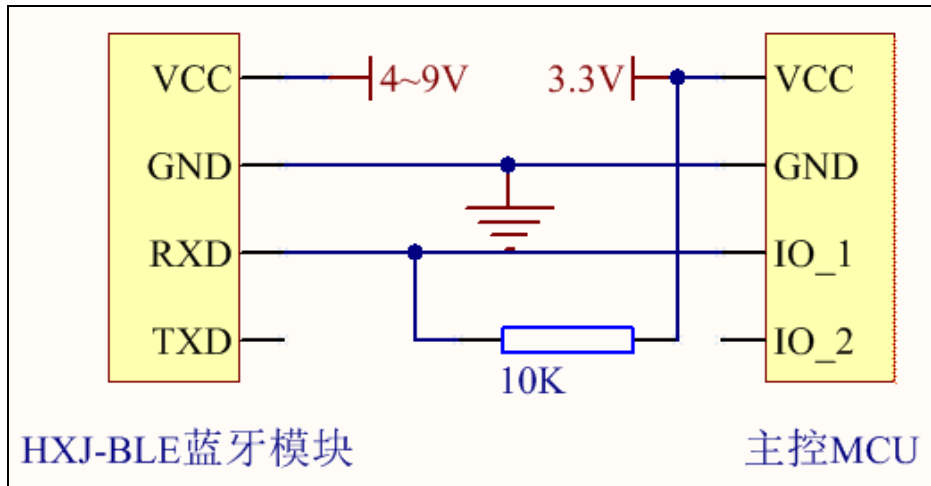 VCC 4~9V 3.3V VCC
GND GND
RXD IO_1
TXD IO_2
10K
HXJ-BLE蓝牙模块 主控MCU